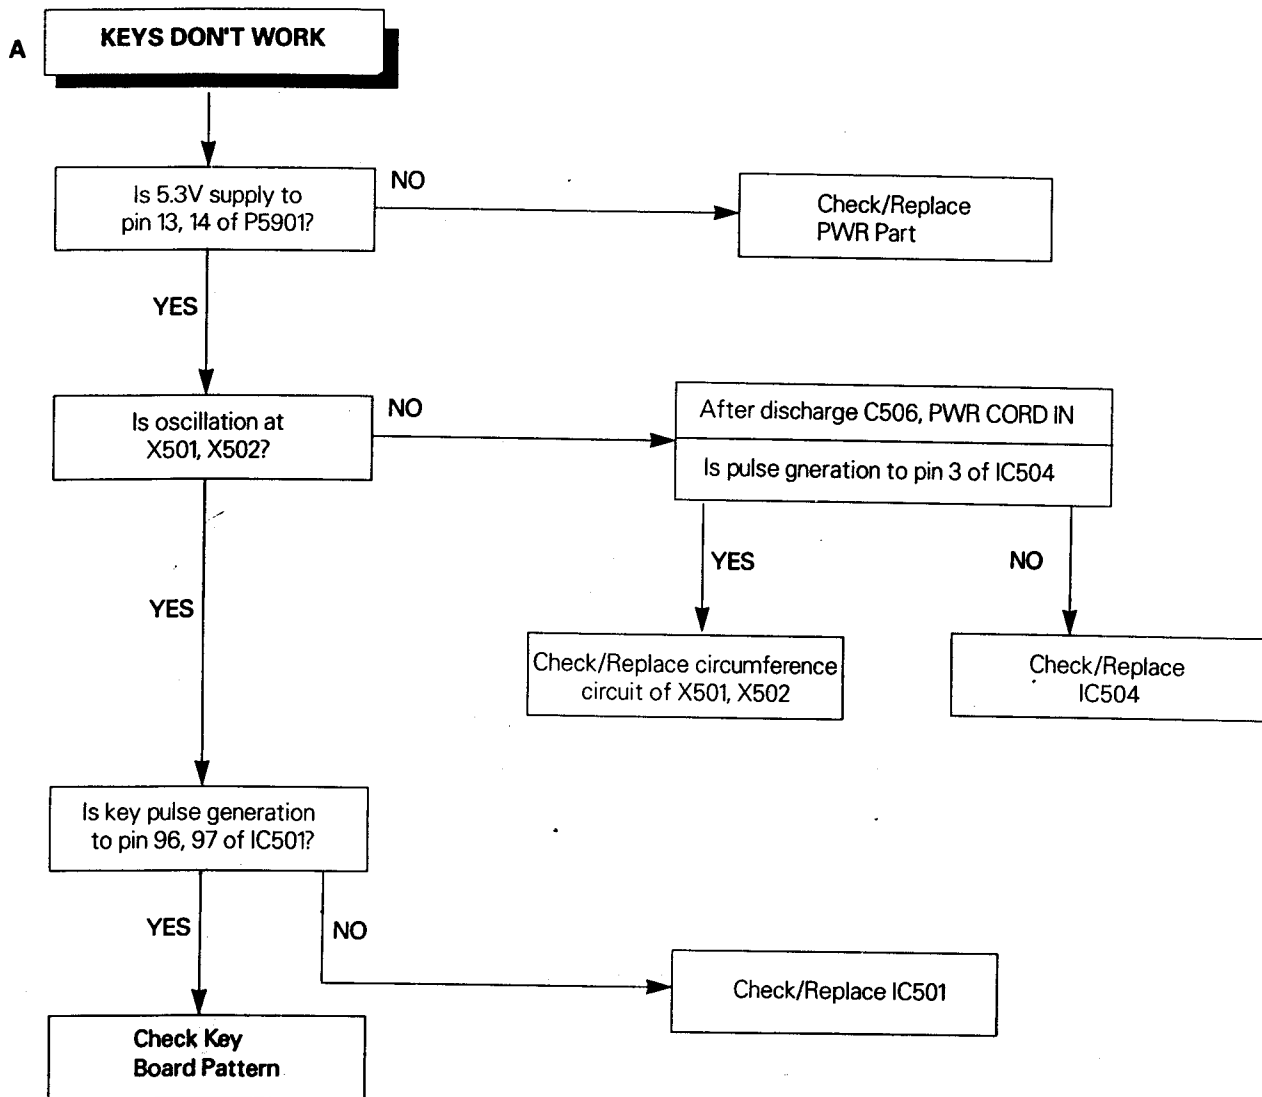 A
KEYS DON'T WORK
Is 5.3V supply to
pin 13, 14 of P5901?
NO
Check/Replace
PWR Part
YES
Is oscillation at
X501, X502?
NO
After discharge C506, PWR CORD IN
Is pulse gneration to pin 3 of IC504
YES
NO
YES
Check/Replace circumference
circuit of X501, X502
Check/Replace
IC504
Is key pulse generation
to pin 96, 97 of IC501?
YES
NO
Check/Replace IC501
Check Key
Board Pattern